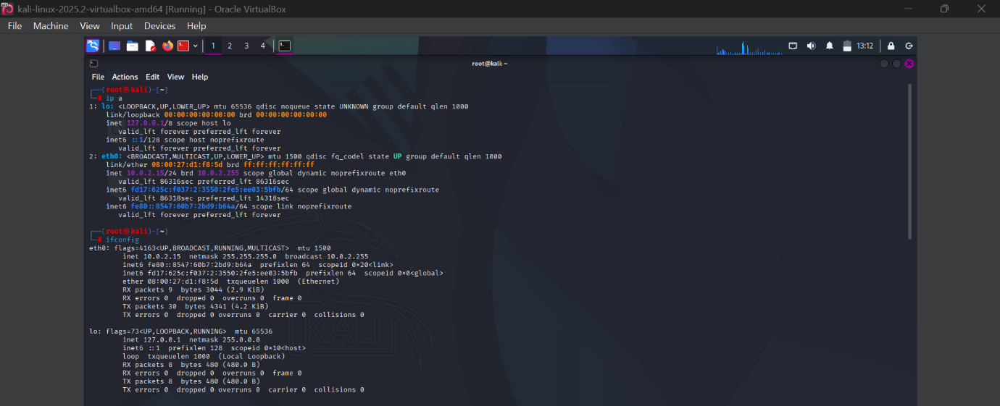 kali-linux-2025.2-virtualbox-amd64 [Running] - Oracle VirtualBox
File Machine View Input Devices Help
1 2 3 4 13:12
root@kali: ~
File Actions Edit View Help
┌──(root㉿kali)-[~]
└─# ip a
1: lo: <LOOPBACK,UP,LOWER_UP> mtu 65536 qdisc noqueue state UNKNOWN group default qlen 1000
link/loopback 00:00:00:00:00:00 brd 00:00:00:00:00:00
inet 127.0.0.1/8 scope host lo
valid_lft forever preferred_lft forever
inet6 ::1/128 scope host noprefixroute
valid_lft forever preferred_lft forever
2: eth0: <BROADCAST,MULTICAST,UP,LOWER_UP> mtu 1500 qdisc fq_codel state UP group default qlen 1000
link/ether 08:00:27:d1:f8:5d brd ff:ff:ff:ff:ff:ff
inet 10.0.2.15/24 brd 10.0.2.255 scope global dynamic noprefixroute eth0
valid_lft 86316sec preferred_lft 86316sec
inet6 fd17:625c:f037:2:3550:2fe5:ee03:5bfb/64 scope global dynamic noprefixroute
valid_lft 86318sec preferred_lft 14318sec
inet6 fe80::8547:60b7:2bd9:b64a/64 scope link noprefixroute
valid_lft forever preferred_lft forever
┌──(root㉿kali)-[~]
└─# ifconfig
eth0: flags=4163<UP,BROADCAST,RUNNING,MULTICAST> mtu 1500
inet 10.0.2.15 netmask 255.255.255.0 broadcast 10.0.2.255
inet6 fe80::8547:60b7:2bd9:b64a prefixlen 64 scopeid 0x20<link>
inet6 fd17:625c:f037:2:3550:2fe5:ee03:5bfb prefixlen 64 scopeid 0x0<global>
ether 08:00:27:d1:f8:5d txqueuelen 1000 (Ethernet)
RX packets 9 bytes 3044 (2.9 KiB)
RX errors 0 dropped 0 overruns 0 frame 0
TX packets 30 bytes 4341 (4.2 KiB)
TX errors 0 dropped 0 overruns 0 carrier 0 collisions 0
lo: flags=73<UP,LOOPBACK,RUNNING> mtu 65536
inet 127.0.0.1 netmask 255.0.0.0
inet6 ::1 prefixlen 128 scopeid 0x10<host>
loop txqueuelen 1000 (Local Loopback)
RX packets 8 bytes 480 (480.0 B)
RX errors 0 dropped 0 overruns 0 frame 0
TX packets 8 bytes 480 (480.0 B)
TX errors 0 dropped 0 overruns 0 carrier 0 collisions 0
KALI